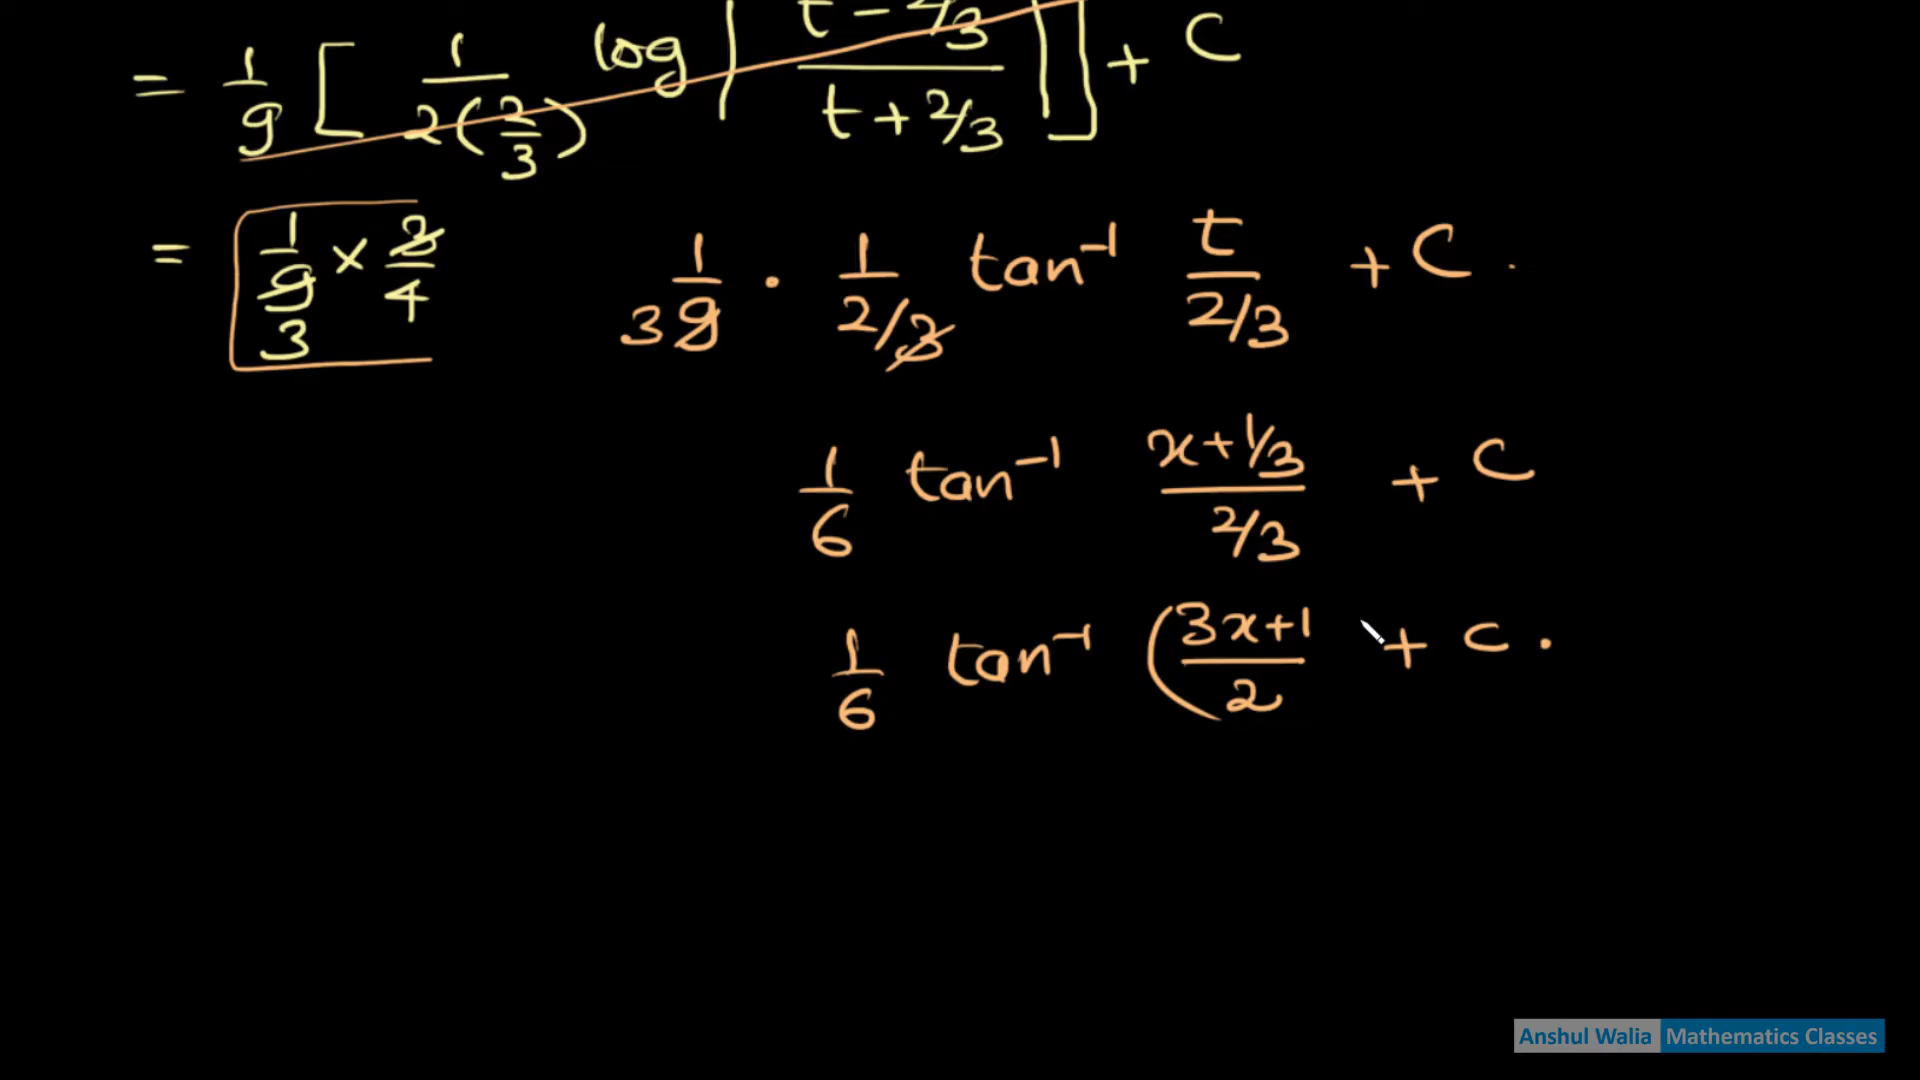 = 1/9 [ 1/2(2/3) log | t - 2/3 / t + 2/3 | ] + C
= 1/9 × 3/4 3 3 1/9 . 1/2/3 tan⁻¹ t/2/3 + C .
1/6 tan⁻¹ x+1/3 / 2/3 + C
1/6 tan⁻¹ ( 3x+1 / 2 + C .
Anshul Walia Mathematics Classes